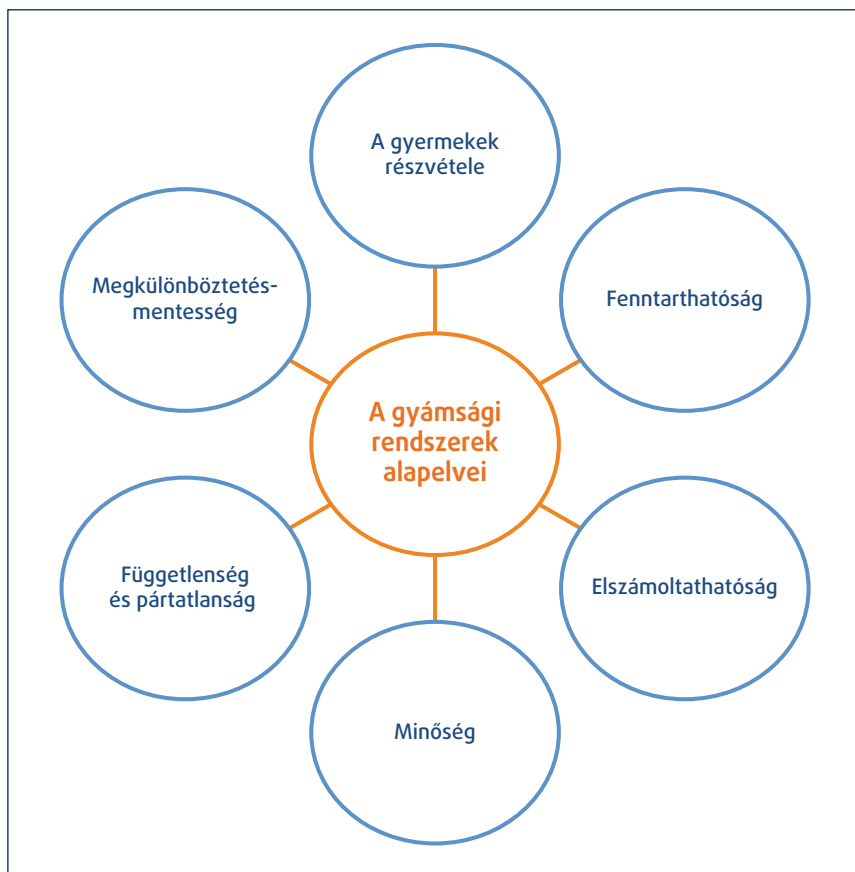 A gyermekek
részvétele
Megkülönböztetés-
mentesség
Fenntarthatóság
A gyámsági
rendszerek
alapelvei
Függetlenség
és pártatlanság
Elszámoltathatóság
Minőség